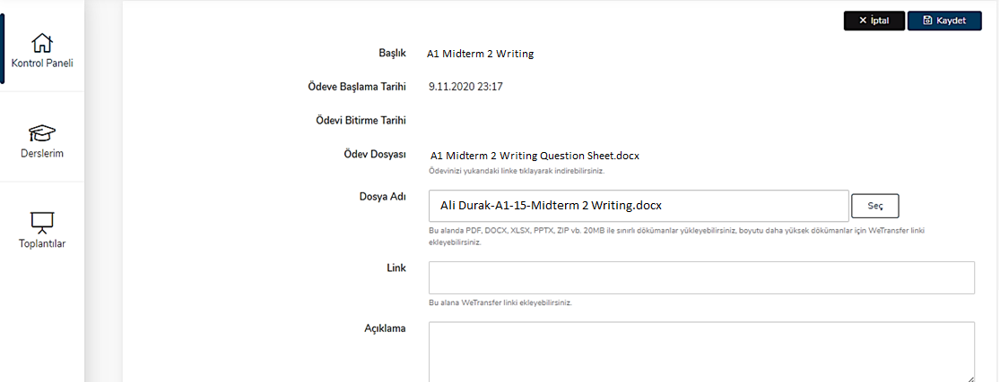 İptal
Kaydet
Kontrol Paneli
Derslerim
Toplantılar
Başlık
A1 Midterm 2 Writing
Ödeve Başlama Tarihi
9.11.2020 23:17
Ödevi Bitirme Tarihi
Ödev Dosyası
A1 Midterm 2 Writing Question Sheet.docx
Ödevinizi yukarıdaki linke tıklayarak indirebilirsiniz.
Dosya Adı
Ali Durak-A1-15-Midterm 2 Writing.docx
Seç
Bu alanda PDF, DOCX, XLSX, PPTX, ZIP vb. 20MB ile sınırlı dökümanlar yükleyebilirsiniz, boyutu daha yüksek dökümanlar için WeTransfer linki
ekleyebilirsiniz.
Link
Bu alana WeTransfer linki ekleyebilirsiniz.
Açıklama